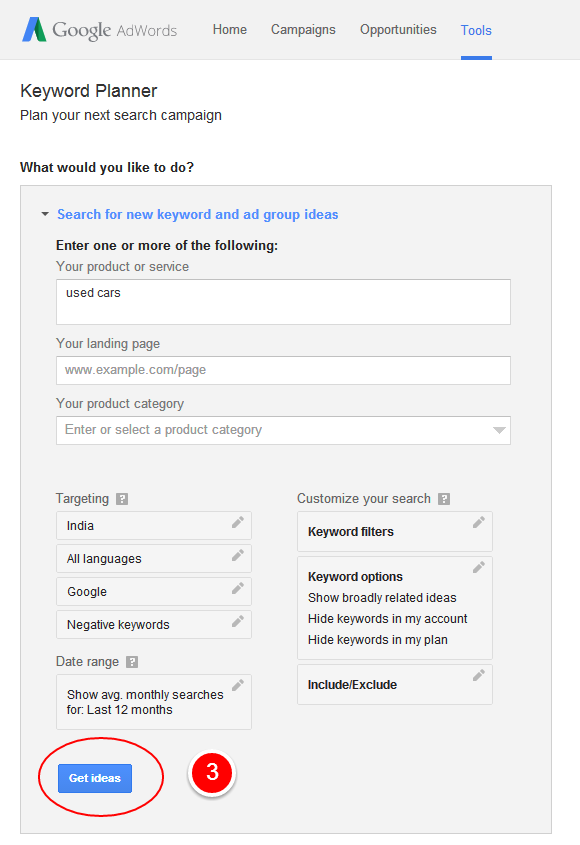 Google AdWords Home Campaigns Opportunities Tools
Keyword Planner
Plan your next search campaign
What would you like to do?
Search for new keyword and ad group ideas
Enter one or more of the following:
Your product or service
used cars
Your landing page
www.example.com/page
Your product category
Enter or select a product category
Targeting ?
India
All languages
Google
Negative keywords
Date range ?
Show avg. monthly searches
for: Last 12 months
Customize your search ?
Keyword filters
Keyword options
Show broadly related ideas
Hide keywords in my account
Hide keywords in my plan
Include/Exclude
Get ideas
3